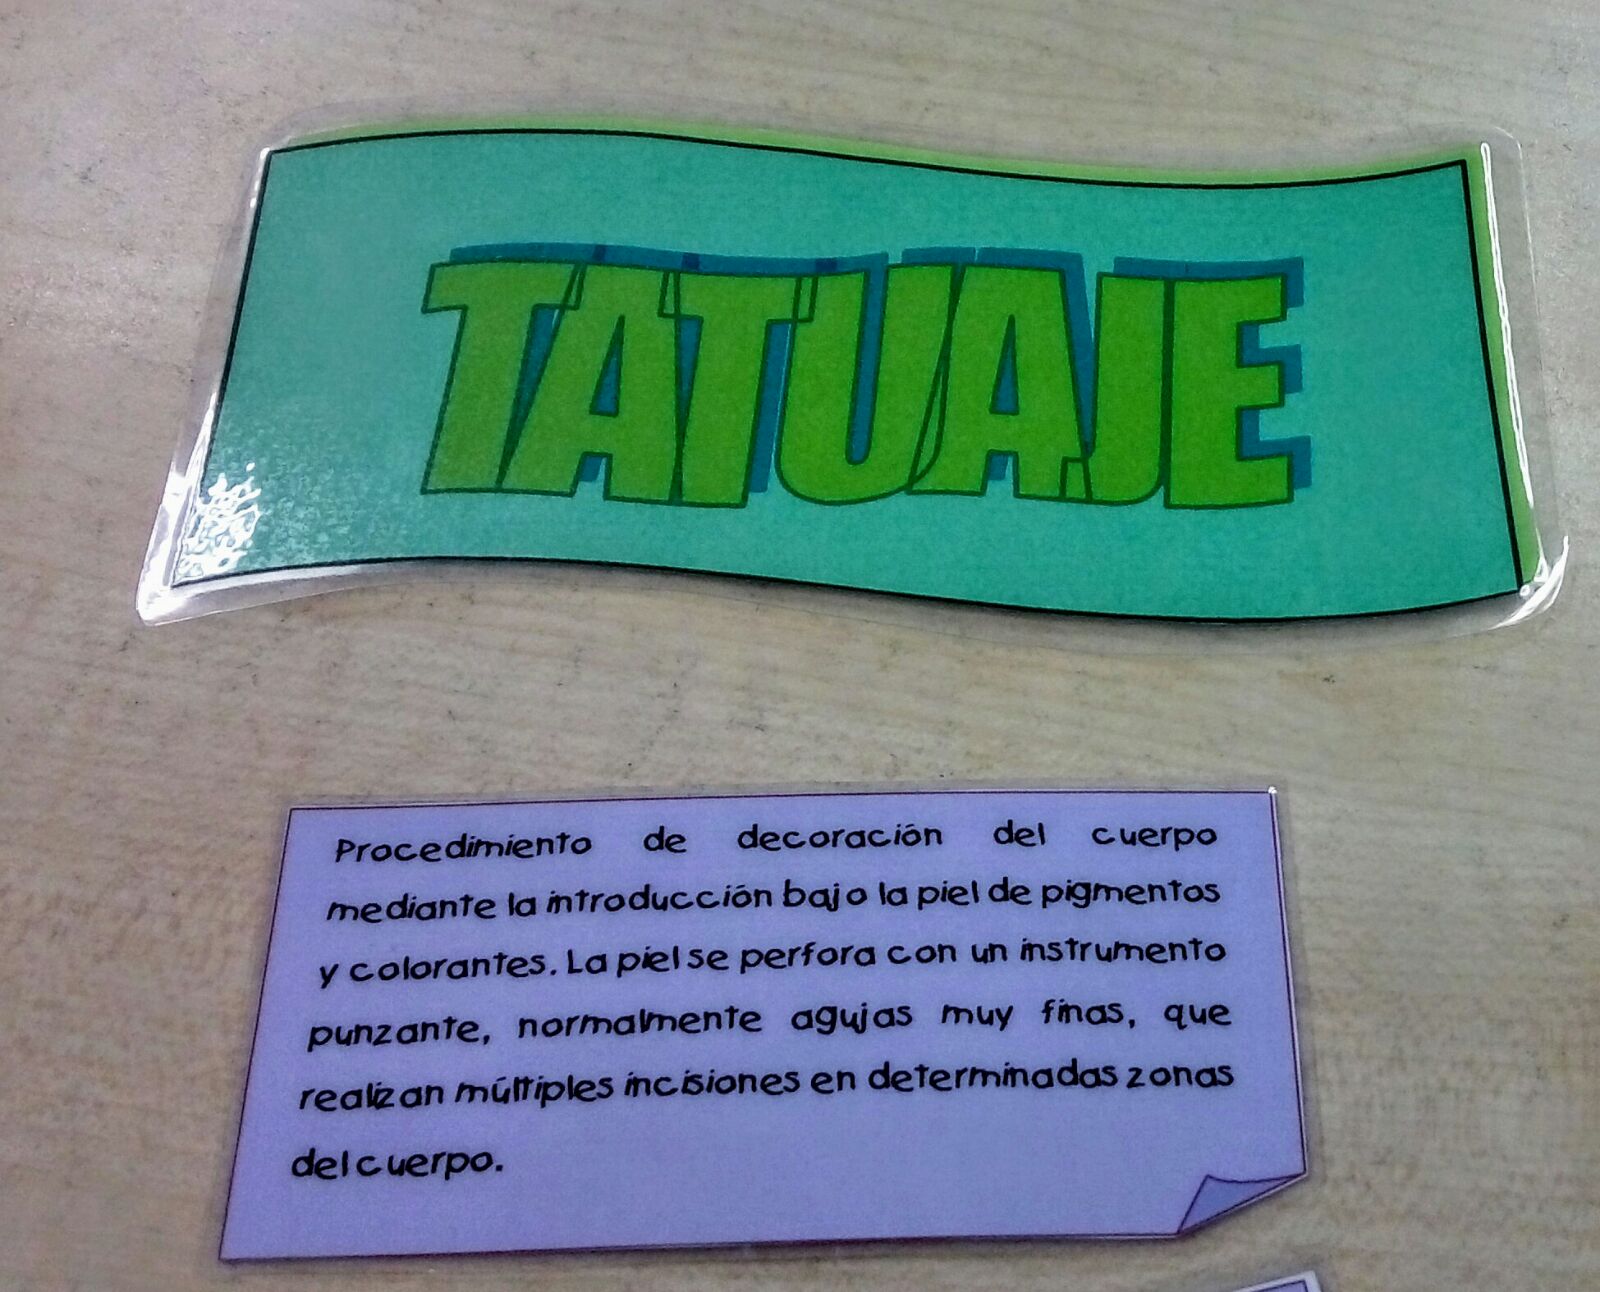 TATUAJE
Procedimiento de decoración del cuerpo
mediante la introducción bajo la piel de pigmentos
y colorantes. La piel se perfora con un instrumento
punzante, normalmente agujas muy finas, que
realizan múltiples incisiones en determinadas zonas
del cuerpo.